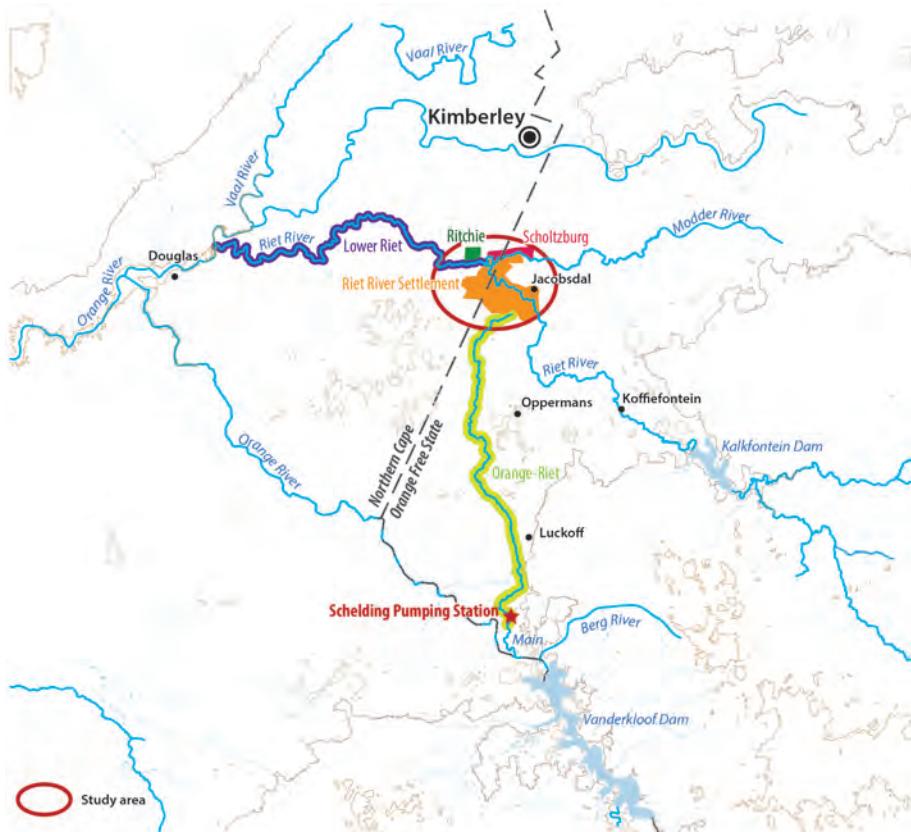 Vaal River
Kimberley
Vaal River
Modder River
Ritchie
Scholtzburg
Riet River
Lower Riet
Douglas
Orange River
Riet River Settlement
Jacobsdal
Riet River
Oppermans
Koffiefontein
Kalkfontein Dam
Northern Cape
Orange Free State
Orange River
Orange-Riet
Luckoff
Schelding Pumping Station
Main
Berg River
Vanderkloof Dam
Study area